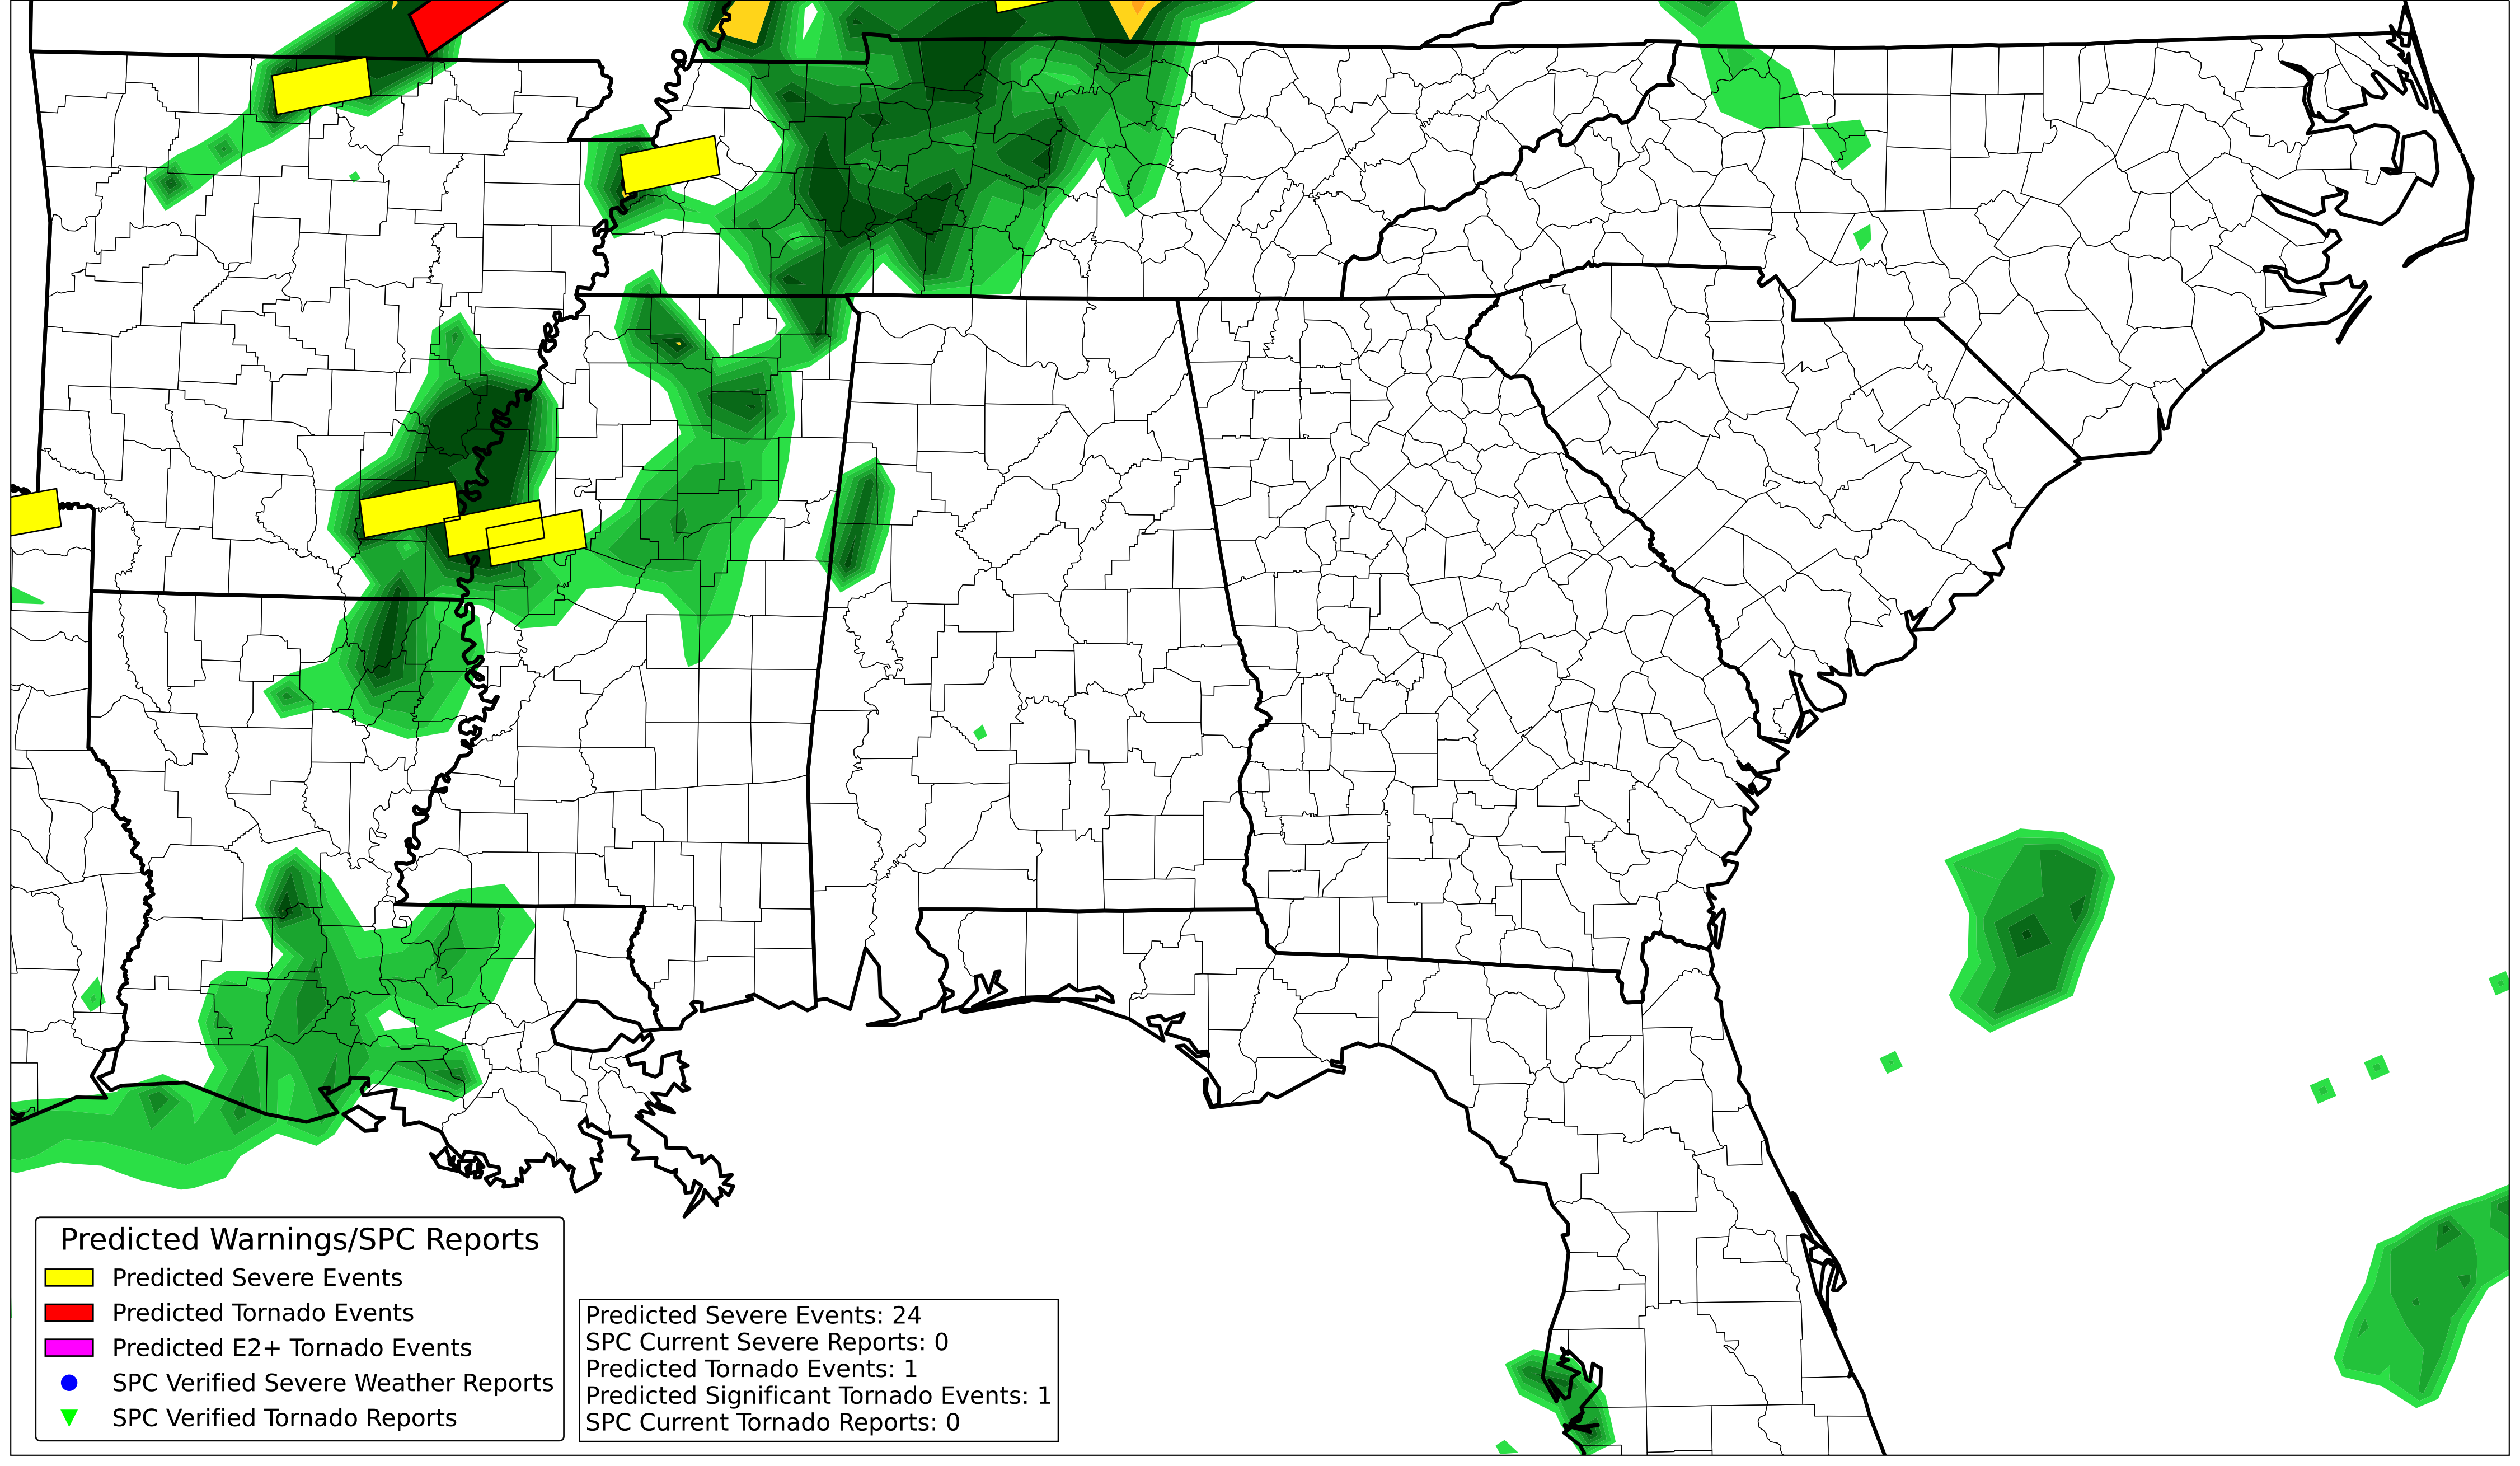 Predicted Warnings/SPC Reports
Predicted Severe Events
Predicted Tornado Events
Predicted E2+ Tornado Events
SPC Verified Severe Weather Reports
SPC Verified Tornado Reports
Predicted Severe Events: 24
SPC Current Severe Reports: 0
Predicted Tornado Events: 1
Predicted Significant Tornado Events: 1
SPC Current Tornado Reports: 0